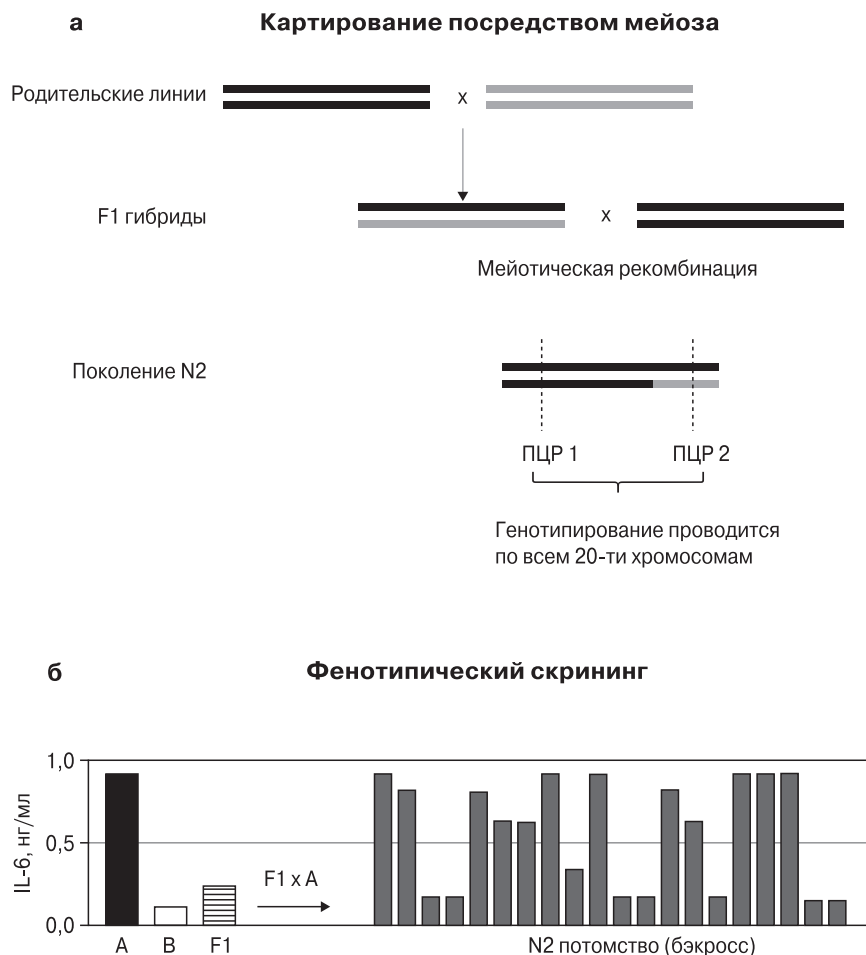 а Картирование посредством мейоза
Родительские линии x
F1 гибриды x
Мейотическая рекомбинация
Поколение N2
ПЦР 1 ПЦР 2
Генотипирование проводится
по всем 20-ти хромосомам
б Фенотипический скрининг
IL-6, нг/мл
1,0
0,5
0,0
F1 x A
A B F1 N2 потомство (бэкросс)